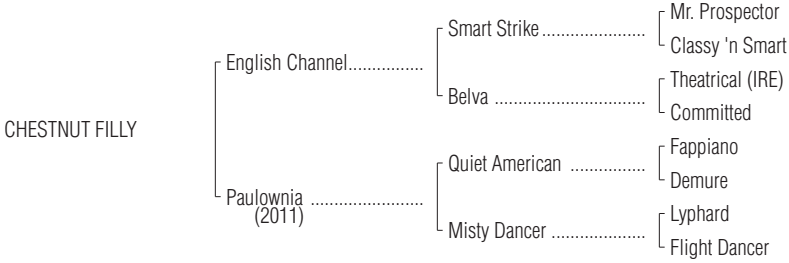 Mr. Prospector
Smart Strike......................
Classy 'n Smart
English Channel................
Theatrical (IRE)
Belva ................................
Committed
CHESTNUT FILLY
Fappiano
Quiet American ................
Demure
Paulownia ........................
(2011)
Lyphard
Misty Dancer ....................
Flight Dancer